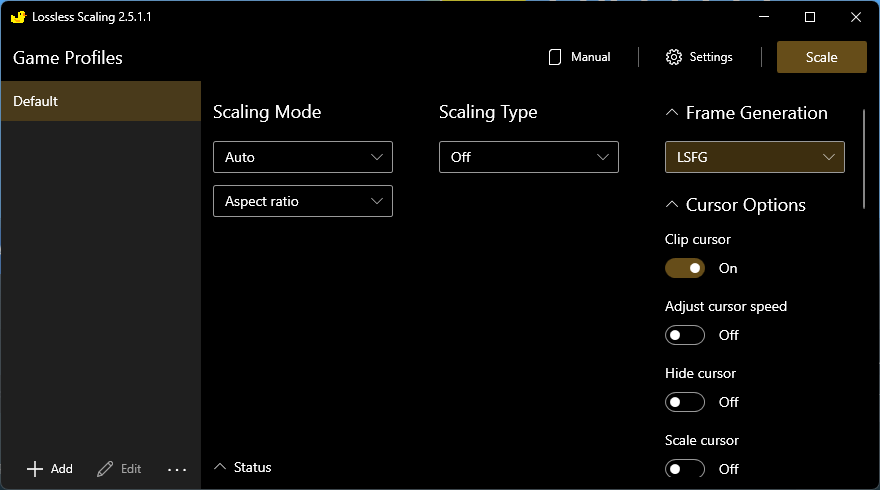 Lossless Scaling 2.5.1.1
Game Profiles
Manual
Settings
Scale
Default
Scaling Mode
Auto
Aspect ratio
Scaling Type
Off
Frame Generation
LSFG
Cursor Options
Clip cursor
On
Adjust cursor speed
Off
Hide cursor
Off
Scale cursor
Off
Add
Edit
...
Status